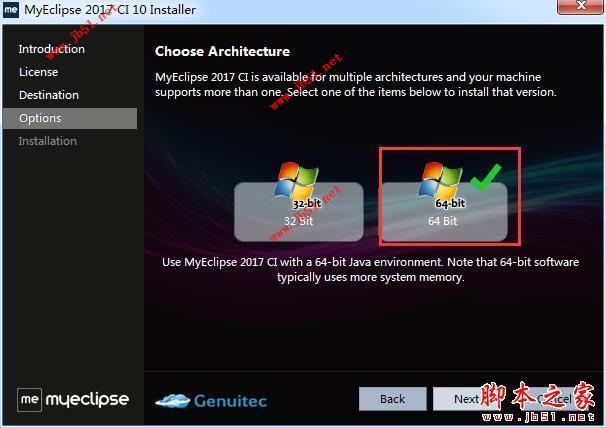 MyEclipse 2017 CI 10 Installer
Introduction
License
Destination
Options
Installation
Choose Architecture
MyEclipse 2017 CI is available for multiple architectures and your machine
supports more than one. Select one of the items below to install that version.
32-bit
32 Bit
64-bit
64 Bit
Use MyEclipse 2017 CI with a 64-bit Java environment. Note that 64-bit software
typically uses more system memory.
me myeclipse
Genuitec
Back
Next
Cancel
www.jb51.net
www.jb51.net
www.jb51.net
脚本之家
www.jb51.net